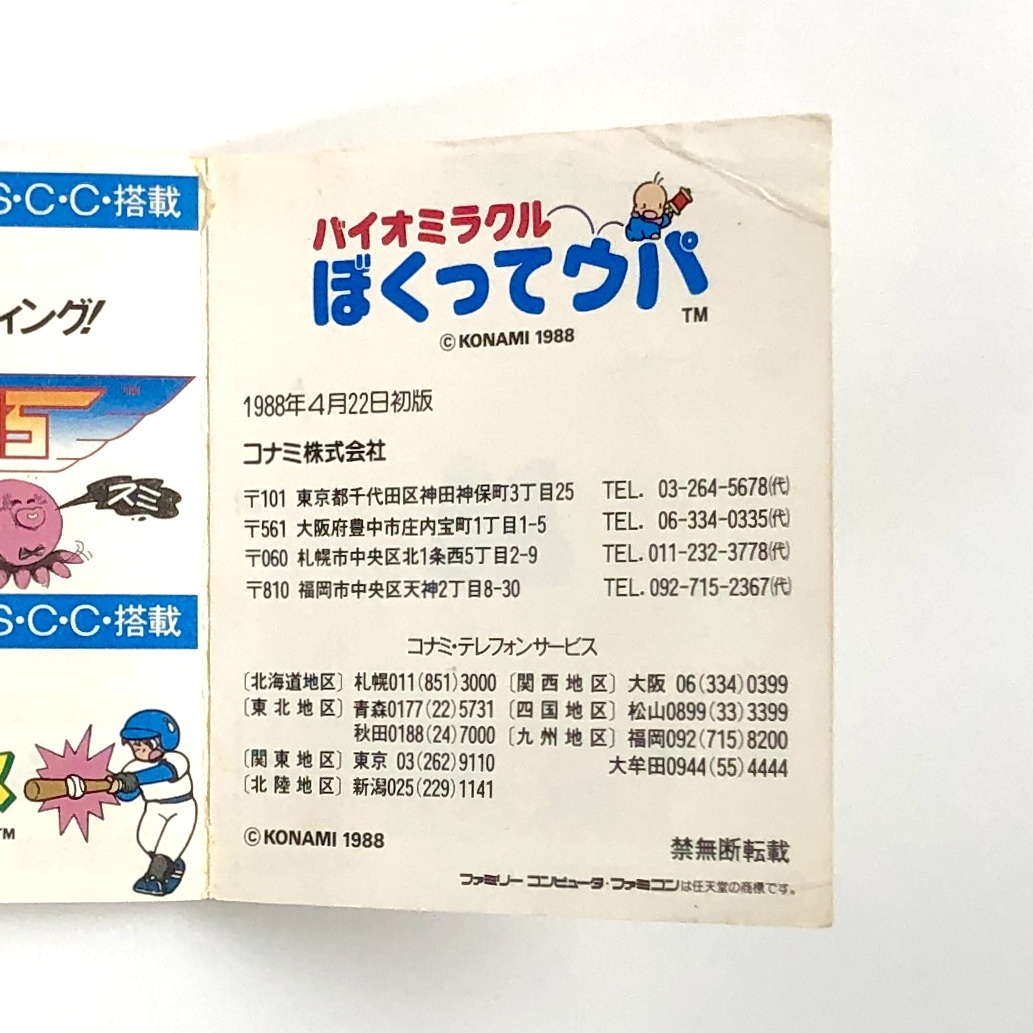 S・C・C・搭載
ィング!
TM
スミ
S・C・C・搭載
TM
バイオミラクル
ぼくってウパ
TM
©KONAMI 1988
1988年4月22日初版
コナミ株式会社
〒101 東京都千代田区神田神保町3丁目25 TEL. 03-264-5678㈹
〒561 大阪府豊中市庄内宝町1丁目1-5 TEL. 06-334-0335㈹
〒060 札幌市中央区北1条西5丁目2-9 TEL. 011-232-3778㈹
〒810 福岡市中央区天神2丁目8-30 TEL. 092-715-2367㈹
コナミ・テレフォンサービス
〔北海道地区〕 札幌011(851)3000 〔関西地区〕 大阪 06(334)0399
〔東北地区〕 青森0177(22)5731 〔四国地区〕 松山0899(33)3399
秋田0188(24)7000 〔九州地区〕 福岡092(715)8200
〔関東地区〕 東京 03(262)9110 大牟田0944(55)4444
〔北陸地区〕 新潟025(229)1141
©KONAMI 1988
禁無断転載
ファミリーコンピュータ・ファミコンは任天堂の商標です。